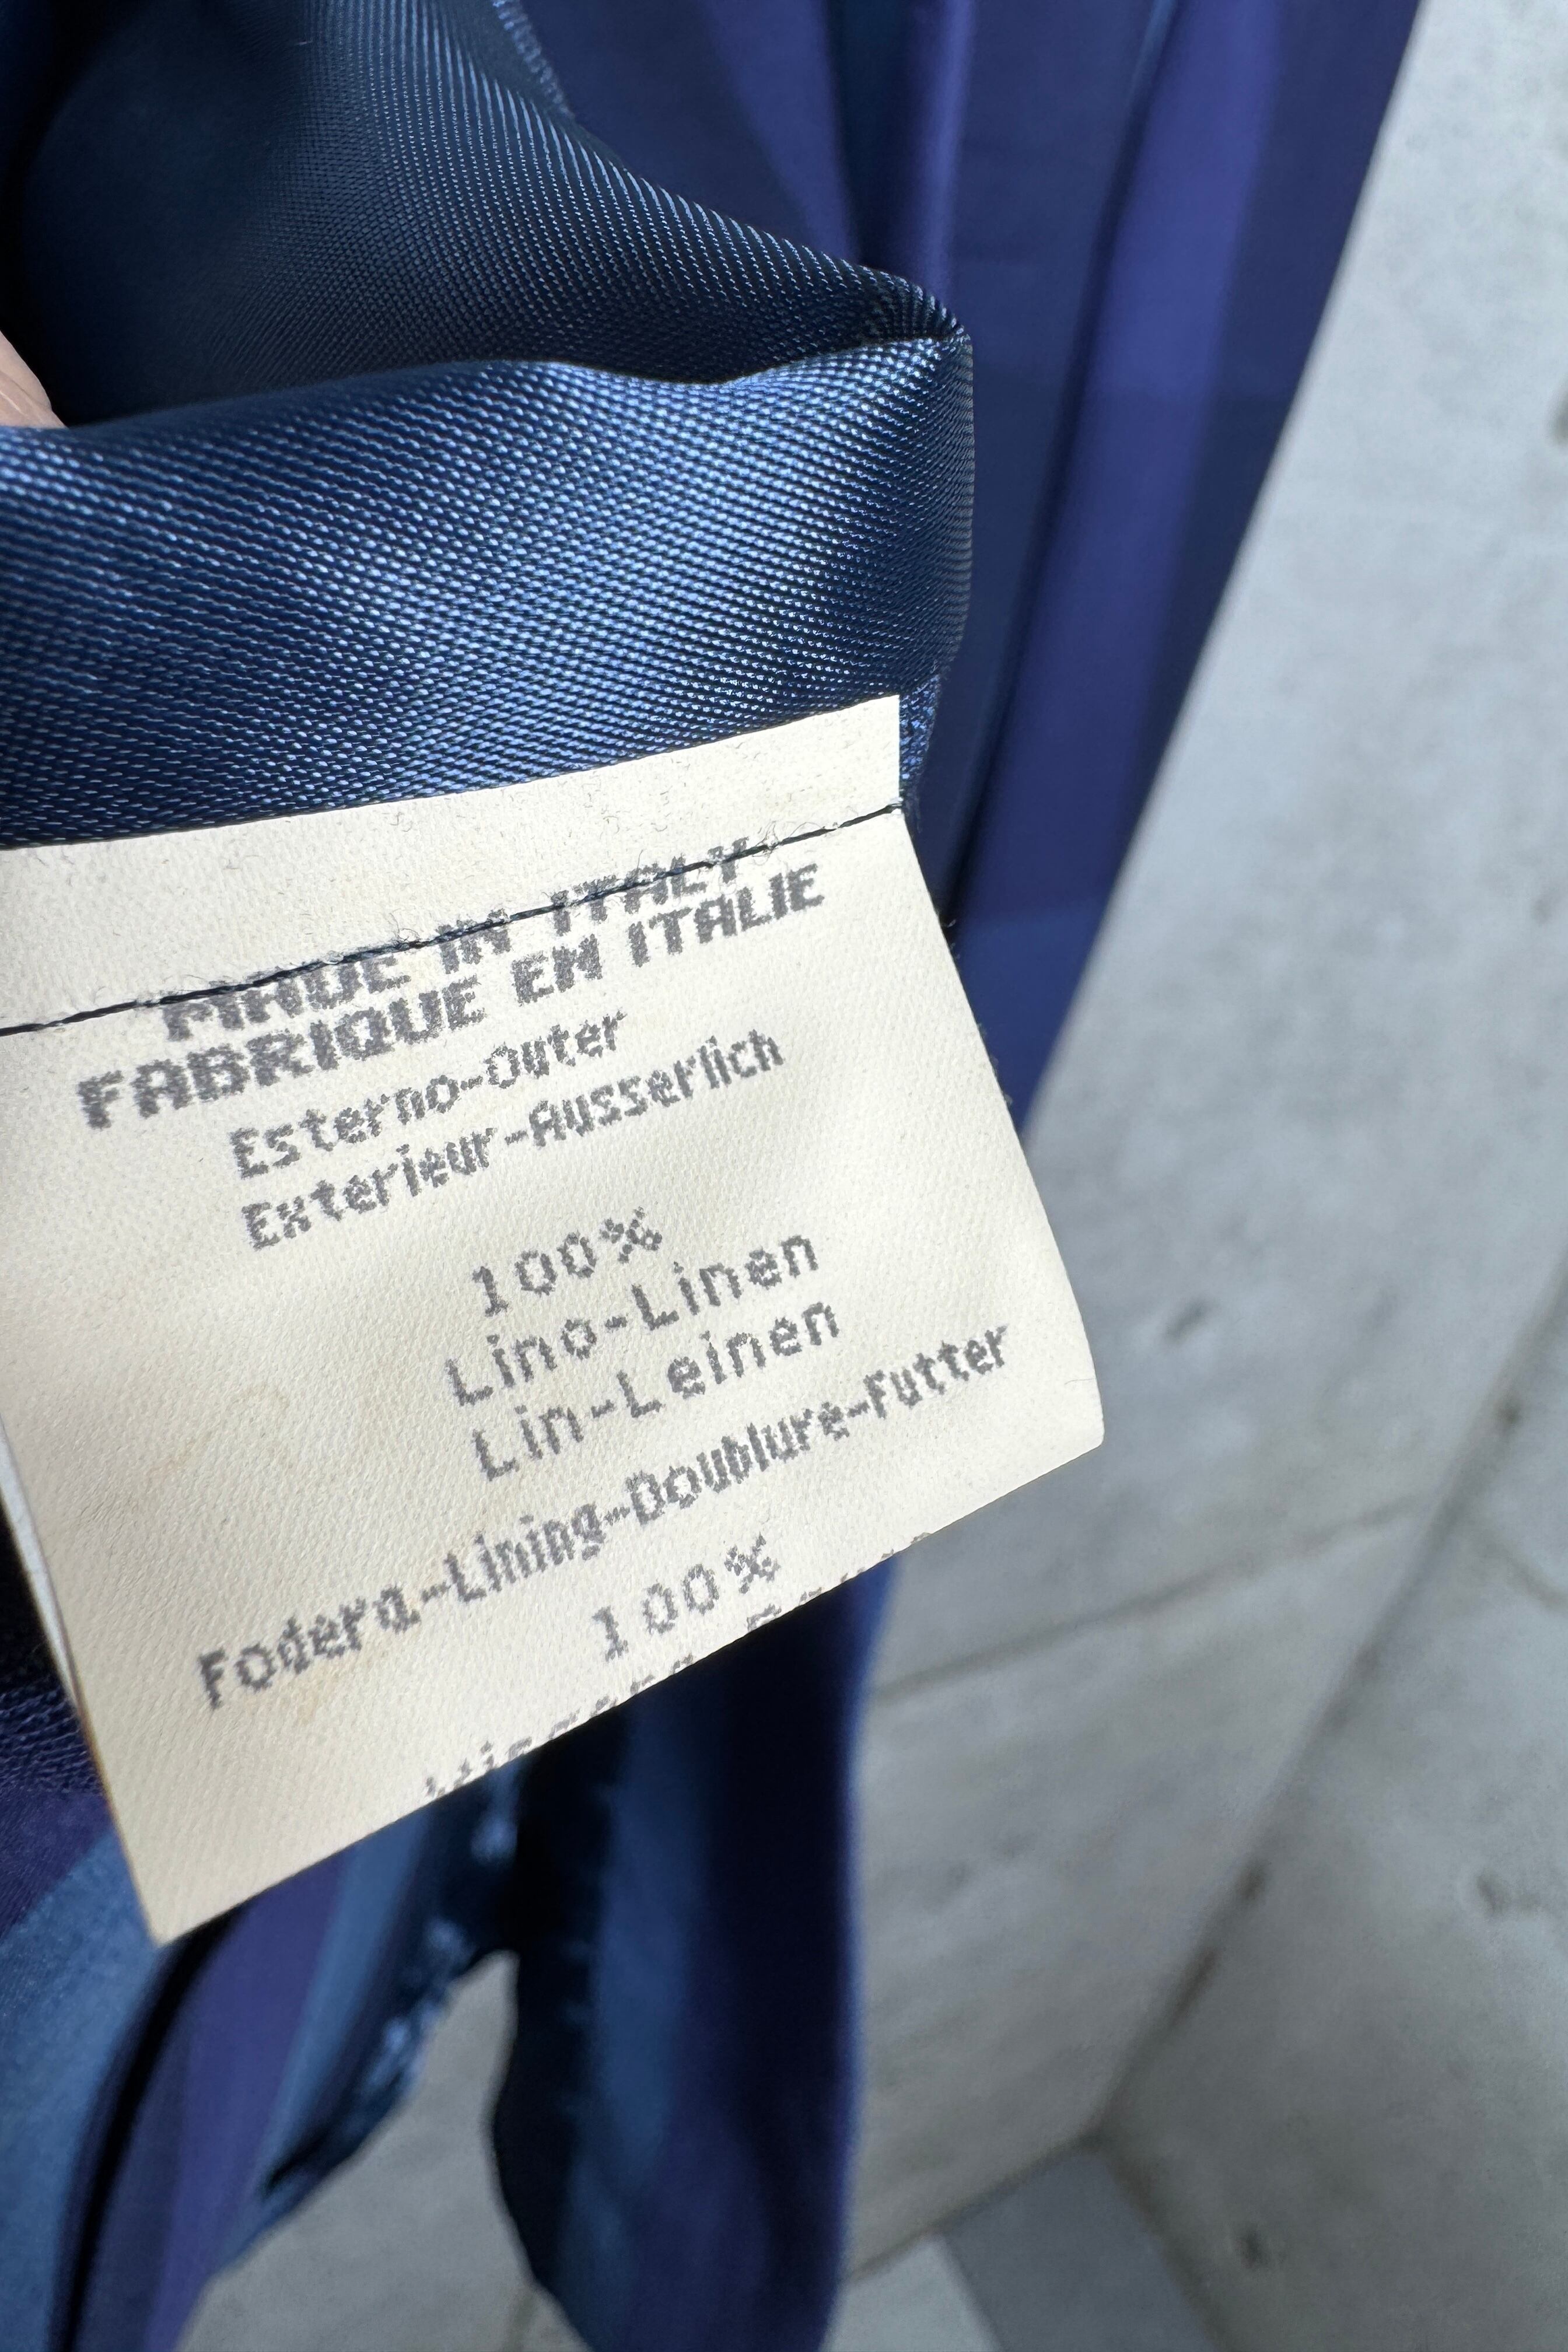 MADE IN ITALY
FABRIQUE EN ITALIE
Esterno-Outer
Exterieur-Ausserlich
100%
Lino-Linen
Lin-Leinen
Fodera-Lining-Doublure-Futter
100%